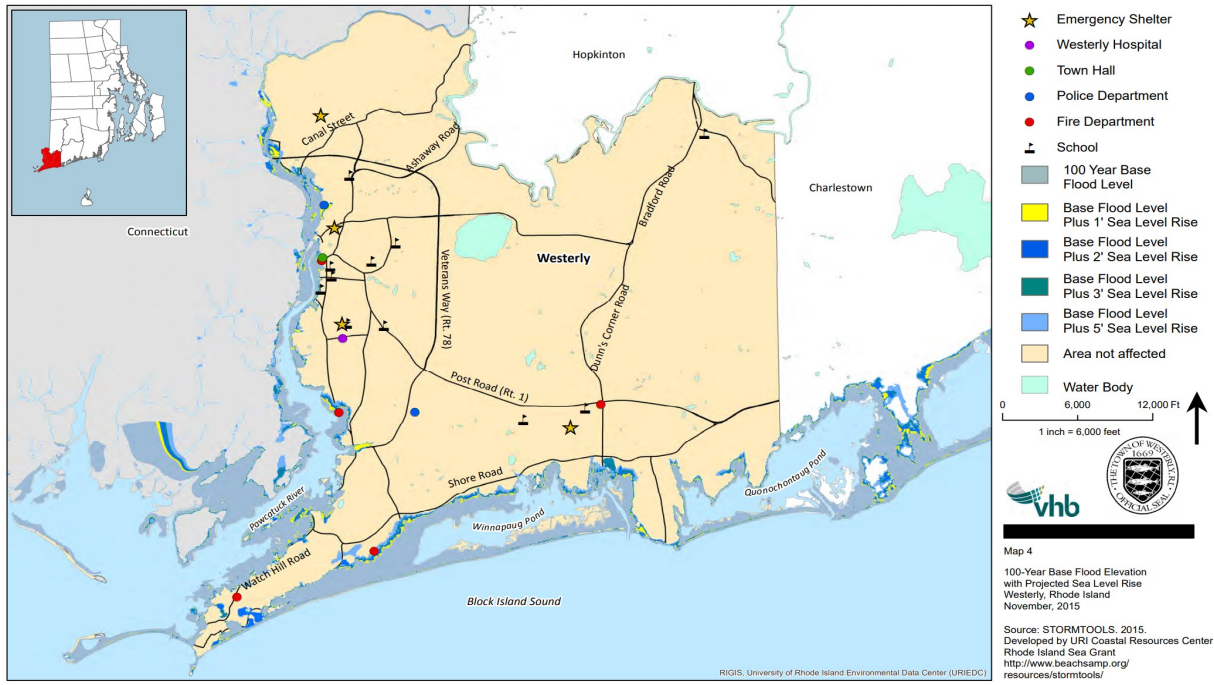 Hopkinton
Canal Street
Ashaway Road
Bradford Road
Charlestown
Connecticut
Westerly
Veterans Way (Rt. 78)
Dunn's Corner Road
Post Road (Rt. 1)
Shore Road
Pawcatuck River
Winnapaug Pond
Quonochontaug Pond
Watch Hill Road
Block Island Sound
RIGIS, University of Rhode Island Environmental Data Center (URIEDC)
Emergency Shelter
Westerly Hospital
Town Hall
Police Department
Fire Department
School
100 Year Base
Flood Level
Base Flood Level
Plus 1' Sea Level Rise
Base Flood Level
Plus 2' Sea Level Rise
Base Flood Level
Plus 3' Sea Level Rise
Base Flood Level
Plus 5' Sea Level Rise
Area not affected
Water Body
0 6,000 12,000 Ft
1 inch = 6,000 feet
THE TOWN OF WESTERLY, RI
1669
OFFICIAL SEAL
vhb
Map 4
100-Year Base Flood Elevation
with Projected Sea Level Rise
Westerly, Rhode Island
November, 2015
Source: STORMTOOLS. 2015.
Developed by URI Coastal Resources Center
Rhode Island Sea Grant
http://www.beachsamp.org/
resources/stormtools/